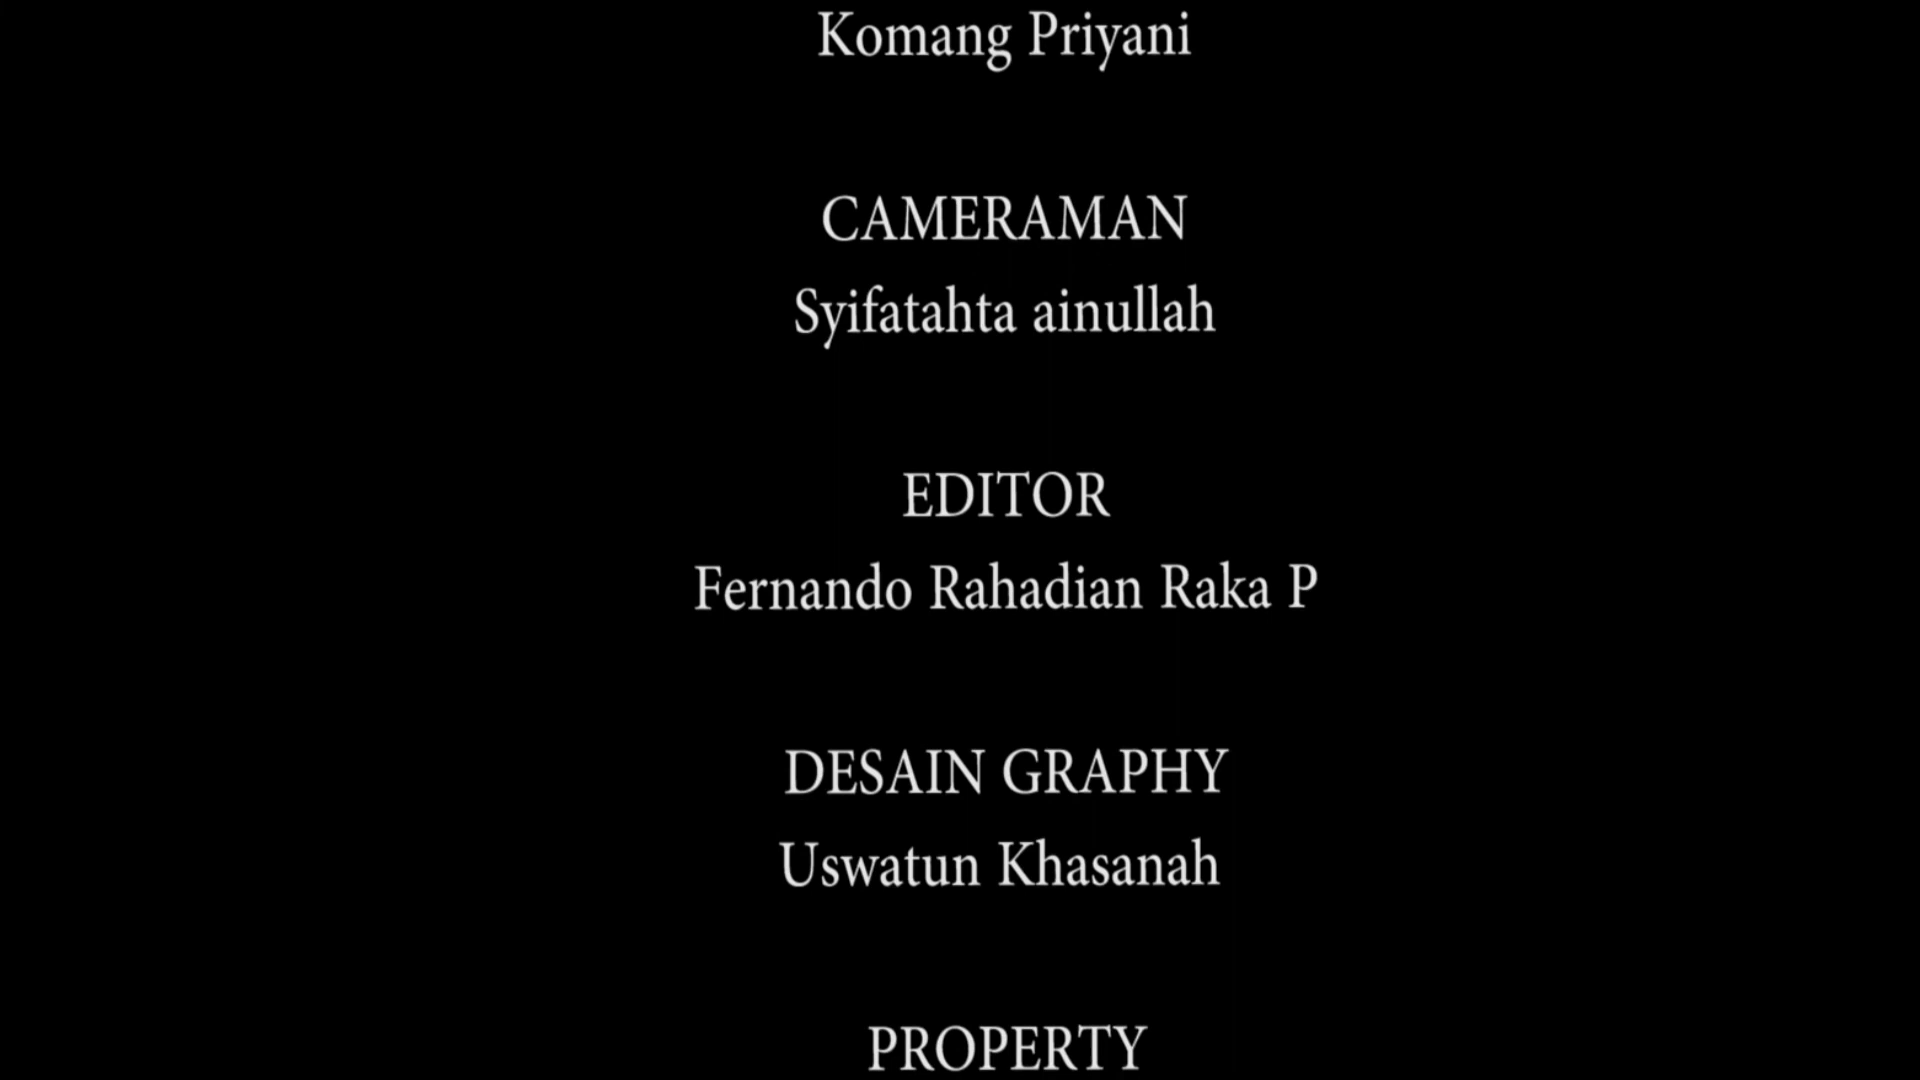 Komang Priyani
CAMERAMAN
Syifatahta ainullah
EDITOR
Fernando Rahadian Raka P
DESAIN GRAPHY
Uswatun Khasanah
PROPERTY